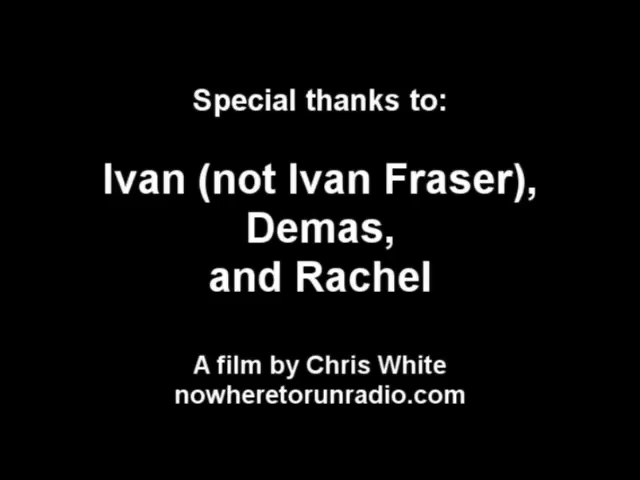 Special thanks to:
Ivan (not Ivan Fraser),
Demas,
and Rachel
A film by Chris White
nowheretorunradio.com